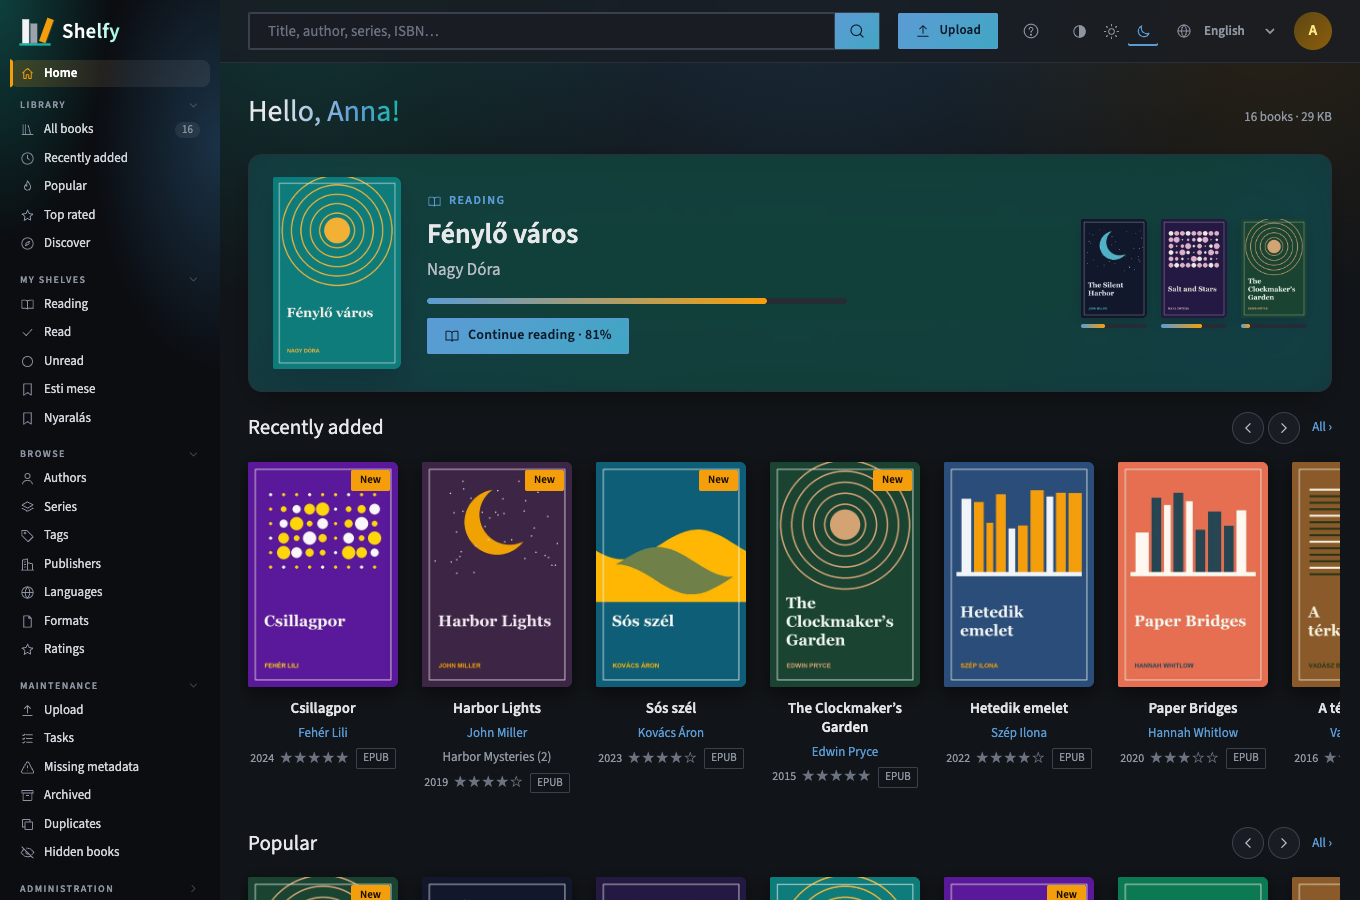 Shelfy
Title, author, series, ISBN…
Upload
English
A
Home
LIBRARY
All books
16
Recently added
Popular
Top rated
Discover
MY SHELVES
Reading
Read
Unread
Esti mese
Nyaralás
BROWSE
Authors
Series
Tags
Publishers
Languages
Formats
Ratings
MAINTENANCE
Upload
Tasks
Missing metadata
Archived
Duplicates
Hidden books
ADMINISTRATION
Hello, Anna!
16 books · 29 KB
Fénylő város
NAGY DÓRA
READING
Fénylő város
Nagy Dóra
Continue reading · 81%
The Silent
Harbor
JOHN MILLER
Salt and Stars
The
Clockmaker's
Garden
Recently added
All ›
New
Csillagpor
FEHÉR LILI
Csillagpor
Fehér Lili
2024 ★★★★★ EPUB
New
Harbor Lights
JOHN MILLER
Harbor Lights
John Miller
Harbor Mysteries (2)
2019 ★★★★☆ EPUB
New
Sós szél
KOVÁCS ÁRON
Sós szél
Kovács Áron
2023 ★★★★☆ EPUB
New
The
Clockmaker's
Garden
EDWIN PRYCE
The Clockmaker's
Garden
Edwin Pryce
2015 ★★★★★ EPUB
Hetedik
emelet
SZÉP ILONA
Hetedik emelet
Szép Ilona
2022 ★★★★☆ EPUB
Paper Bridges
HANNAH WHITLOW
Paper Bridges
Hannah Whitlow
2020 ★★★☆☆ EPUB
A
térk
A té
Va
2016 ★
Popular
All ›
New
New